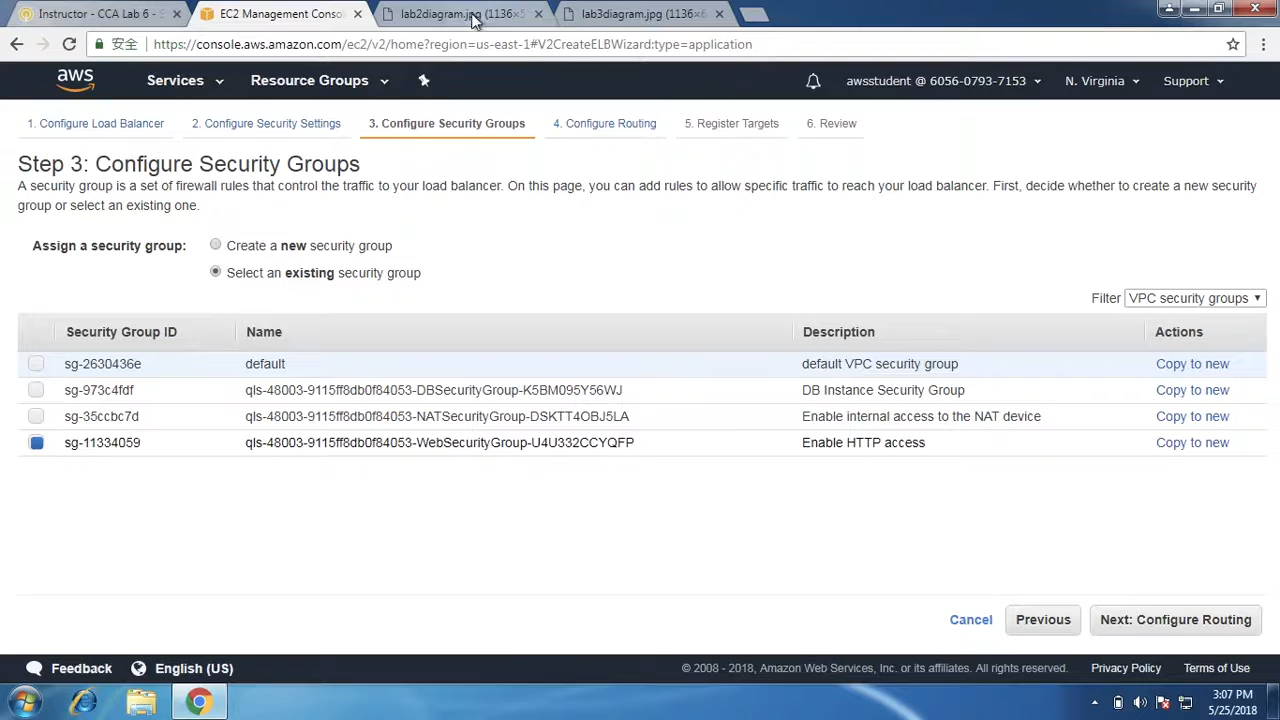 Instructor - CCA Lab 6 -
EC2 Management Conso
lab2diagram.jpg (1136×5
lab3diagram.jpg (1136×6
安全
https://console.aws.amazon.com/ec2/v2/home?region=us-east-1#V2CreateELBWizard:type=application
aws
Services
Resource Groups
awsstudent @ 6056-0793-7153
N. Virginia
Support
1. Configure Load Balancer
2. Configure Security Settings
3. Configure Security Groups
4. Configure Routing
5. Register Targets
6. Review
Step 3: Configure Security Groups
A security group is a set of firewall rules that control the traffic to your load balancer. On this page, you can add rules to allow specific traffic to reach your load balancer. First, decide whether to create a new security
group or select an existing one.
Assign a security group:
Create a new security group
Select an existing security group
Filter VPC security groups
Security Group ID Name Description Actions
sg-2630436e default default VPC security group Copy to new
sg-973c4fdf qls-48003-9115ff8db0f84053-DBSecurityGroup-K5BM095Y56WJ DB Instance Security Group Copy to new
sg-35ccbc7d qls-48003-9115ff8db0f84053-NATSecurityGroup-DSKTT4OBJ5LA Enable internal access to the NAT device Copy to new
sg-11334059 qls-48003-9115ff8db0f84053-WebSecurityGroup-U4U332CCYQFP Enable HTTP access Copy to new
Cancel
Previous
Next: Configure Routing
Feedback
English (US)
© 2008 - 2018, Amazon Web Services, Inc. or its affiliates. All rights reserved.
Privacy Policy
Terms of Use
3:07 PM
5/25/2018